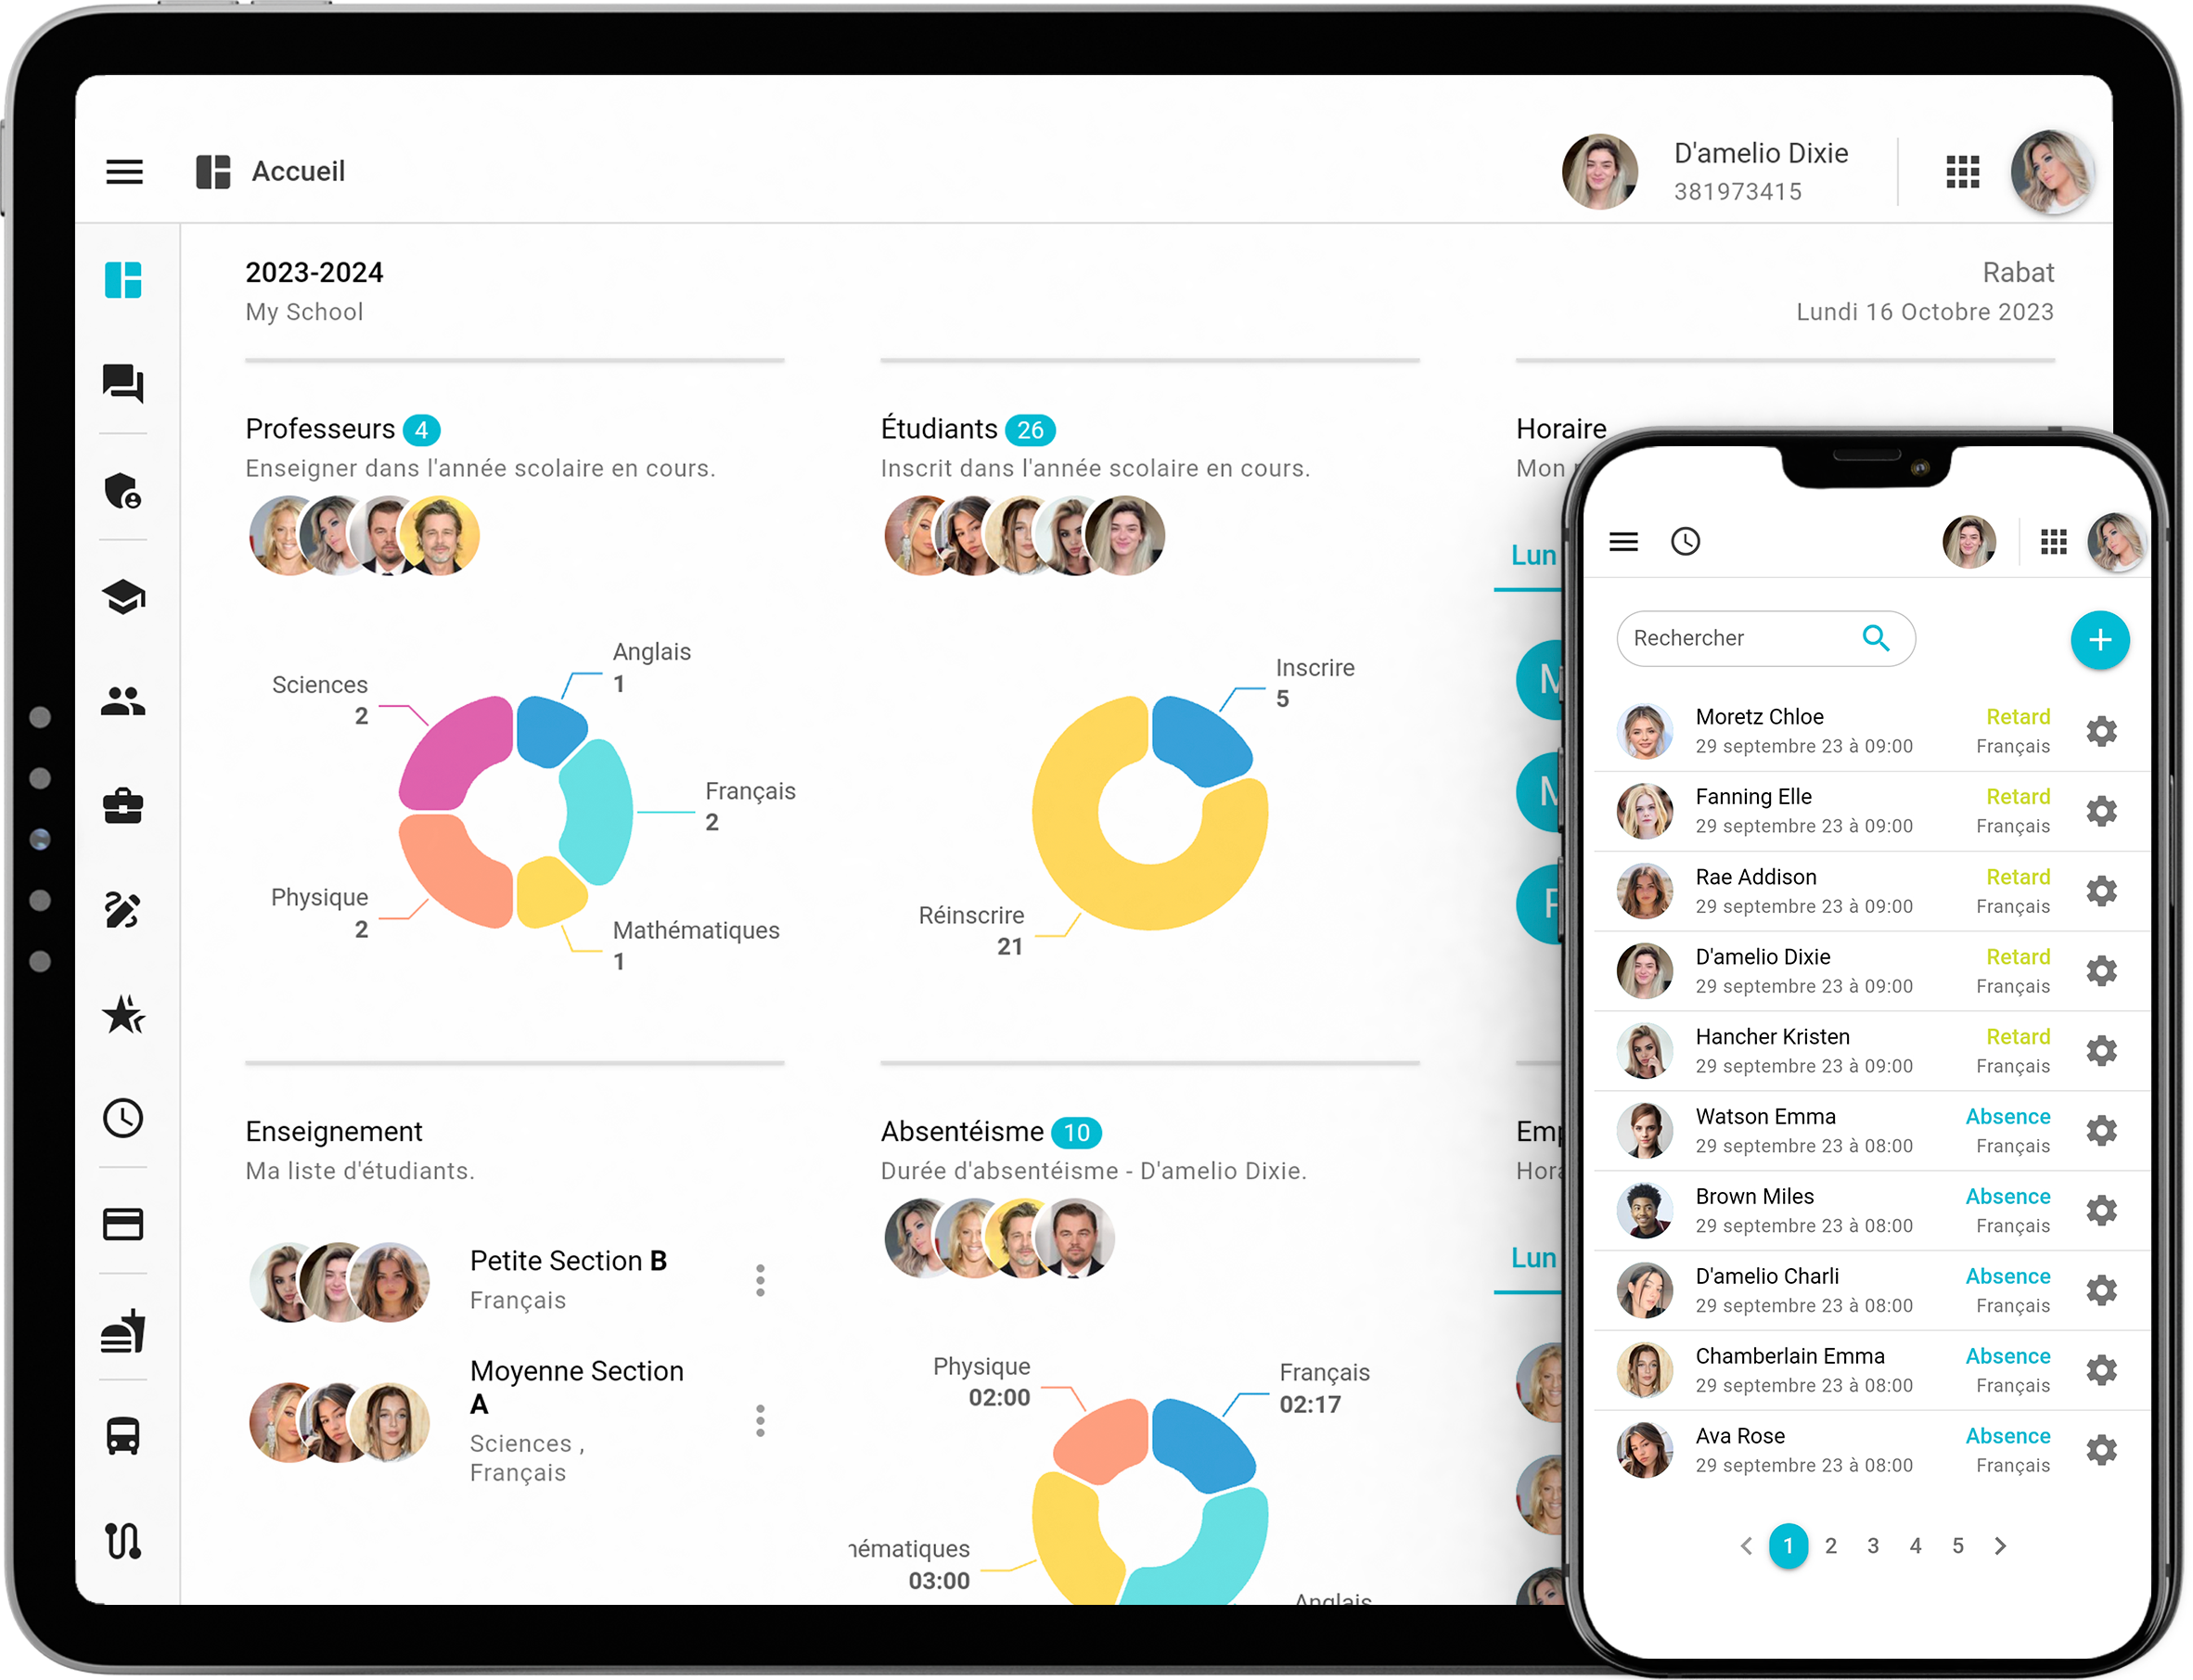 Accueil
D'amelio Dixie
381973415
2023-2024
My School
Rabat
Lundi 16 Octobre 2023
Professeurs 4
Enseigner dans l'année scolaire en cours.
Étudiants 26
Inscrit dans l'année scolaire en cours.
Horaire
Mon
Lun
Anglais
1
Sciences
2
Français
2
Physique
2
Mathématiques
1
Inscrire
5
Réinscrire
21
Enseignement
Ma liste d'étudiants.
Petite Section B
Français
Moyenne Section
A
Sciences ,
Français
Absentéisme 10
Durée d'absentéisme - D'amelio Dixie.
Physique
02:00
Français
02:17
hématiques
03:00
Anglais
Lun
Rechercher
+
Moretz Chloe
Retard
29 septembre 23 à 09:00
Français
Fanning Elle
Retard
29 septembre 23 à 09:00
Français
Rae Addison
Retard
29 septembre 23 à 09:00
Français
D'amelio Dixie
Retard
29 septembre 23 à 09:00
Français
Hancher Kristen
Retard
29 septembre 23 à 09:00
Français
Watson Emma
Absence
29 septembre 23 à 08:00
Français
Brown Miles
Absence
29 septembre 23 à 08:00
Français
D'amelio Charli
Absence
29 septembre 23 à 08:00
Français
Chamberlain Emma
Absence
29 septembre 23 à 08:00
Français
Ava Rose
Absence
29 septembre 23 à 08:00
Français
< 1 2 3 4 5 >